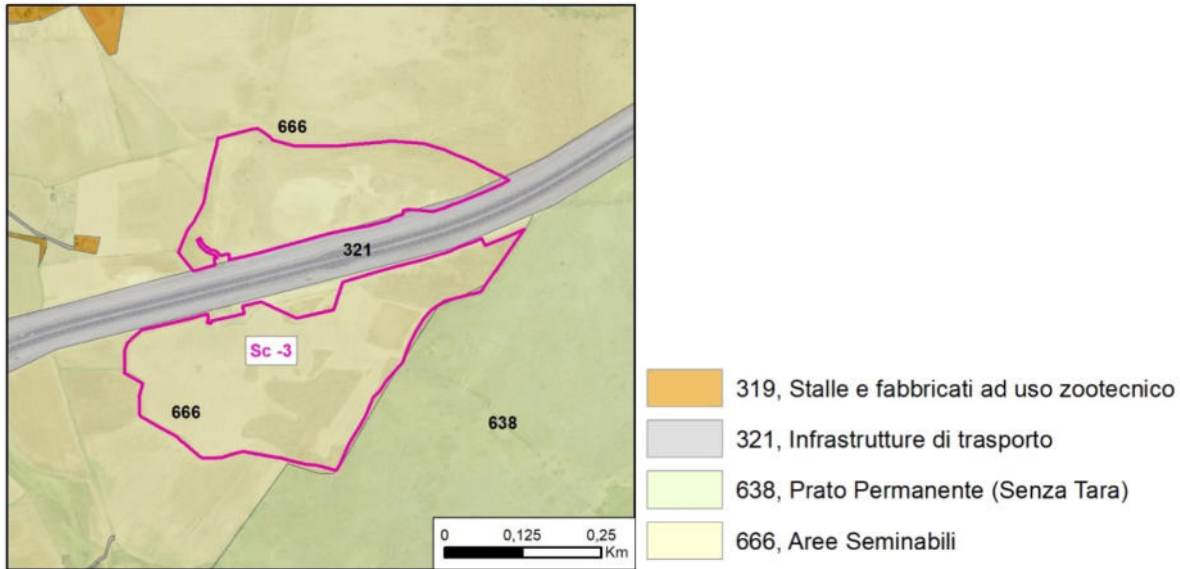 666
321
Sc -3
666
638
0 0,125 0,25
Km
319, Stalle e fabbricati ad uso zootecnico
321, Infrastrutture di trasporto
638, Prato Permanente (Senza Tara)
666, Aree Seminabili